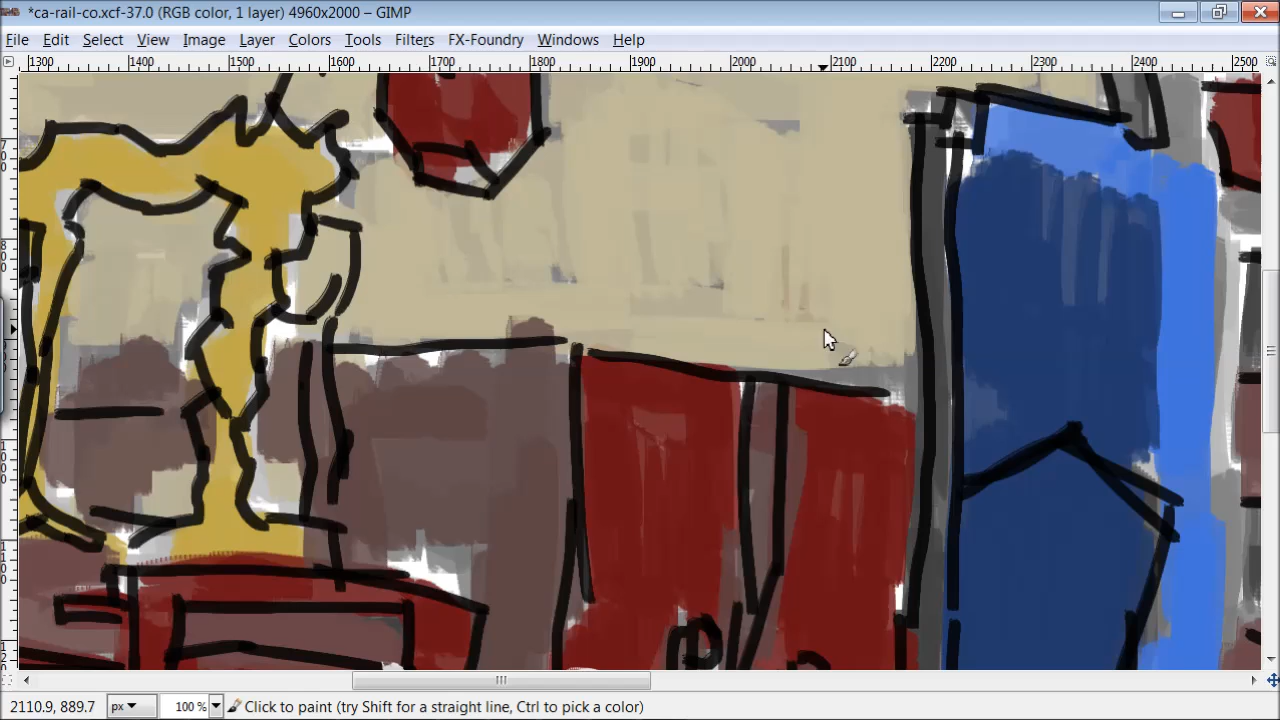 *ca-rail-co.xcf-37.0 (RGB color, 1 layer) 4960x2000 – GIMP
File Edit Select View Image Layer Colors Tools Filters FX-Foundry Windows Help
1300 1400 1500 1600 1700 1800 1900 2000 2100 2200 2300 2400 2500
2110.9, 889.7 px 100 % Click to paint (try Shift for a straight line, Ctrl to pick a color)